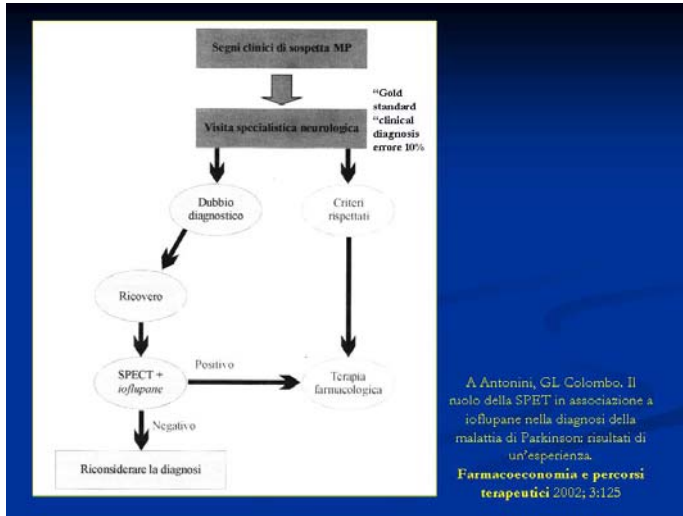 Segni clinici di sospetta MP
"Gold
standard
"clinical
diagnosis
errore 10%
Visita specialistica neurologica
Dubbio
diagnostico
Criteri
rispettati
Ricovero
SPECT +
ioflupane
Positivo
Terapia
farmacologica
Negativo
Riconsiderare la diagnosi
A Antonini, GL Colombo. Il
ruolo della SPET in associazione a
ioflupane nella diagnosi della
malattia di Parkinson: risultati di
un'esperienza.
Farmacoeconomia e percorsi
terapeutici 2002; 3:125